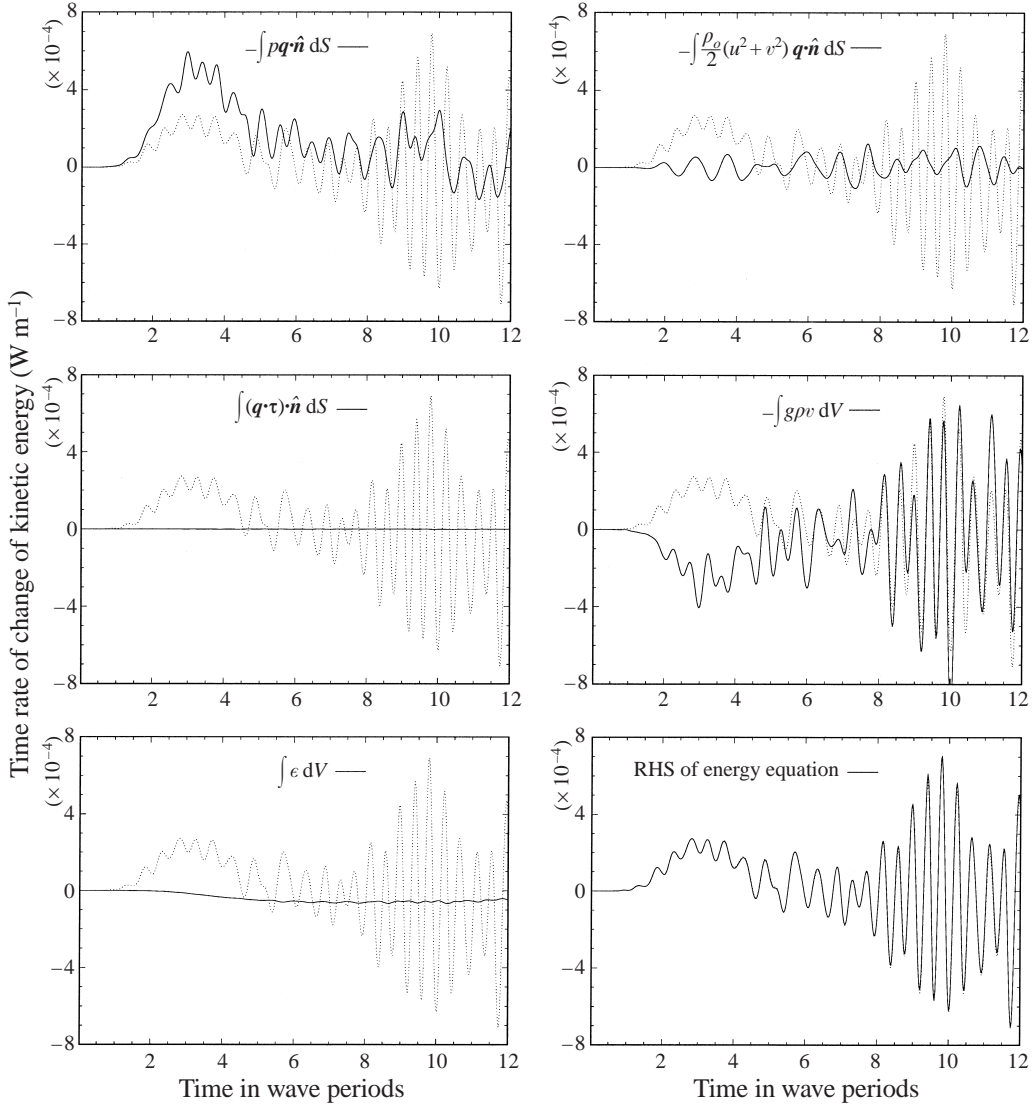 Time rate of change of kinetic energy (W m⁻¹)
(× 10⁻⁴)
8
4
0
−4
−8
−∫pq·n̂ dS
2 4 6 8 10 12
(× 10⁻⁴)
8
4
0
−4
−8
−∫ρₒ/2 (u² + v²) q·n̂ dS
2 4 6 8 10 12
(× 10⁻⁴)
8
4
0
−4
−8
∫(q·τ)·n̂ dS
2 4 6 8 10 12
(× 10⁻⁴)
8
4
0
−4
−8
−∫gρv dV
2 4 6 8 10 12
(× 10⁻⁴)
8
4
0
−4
−8
∫ ϵ dV
2 4 6 8 10 12
Time in wave periods
(× 10⁻⁴)
8
4
0
−4
−8
RHS of energy equation
2 4 6 8 10 12
Time in wave periods